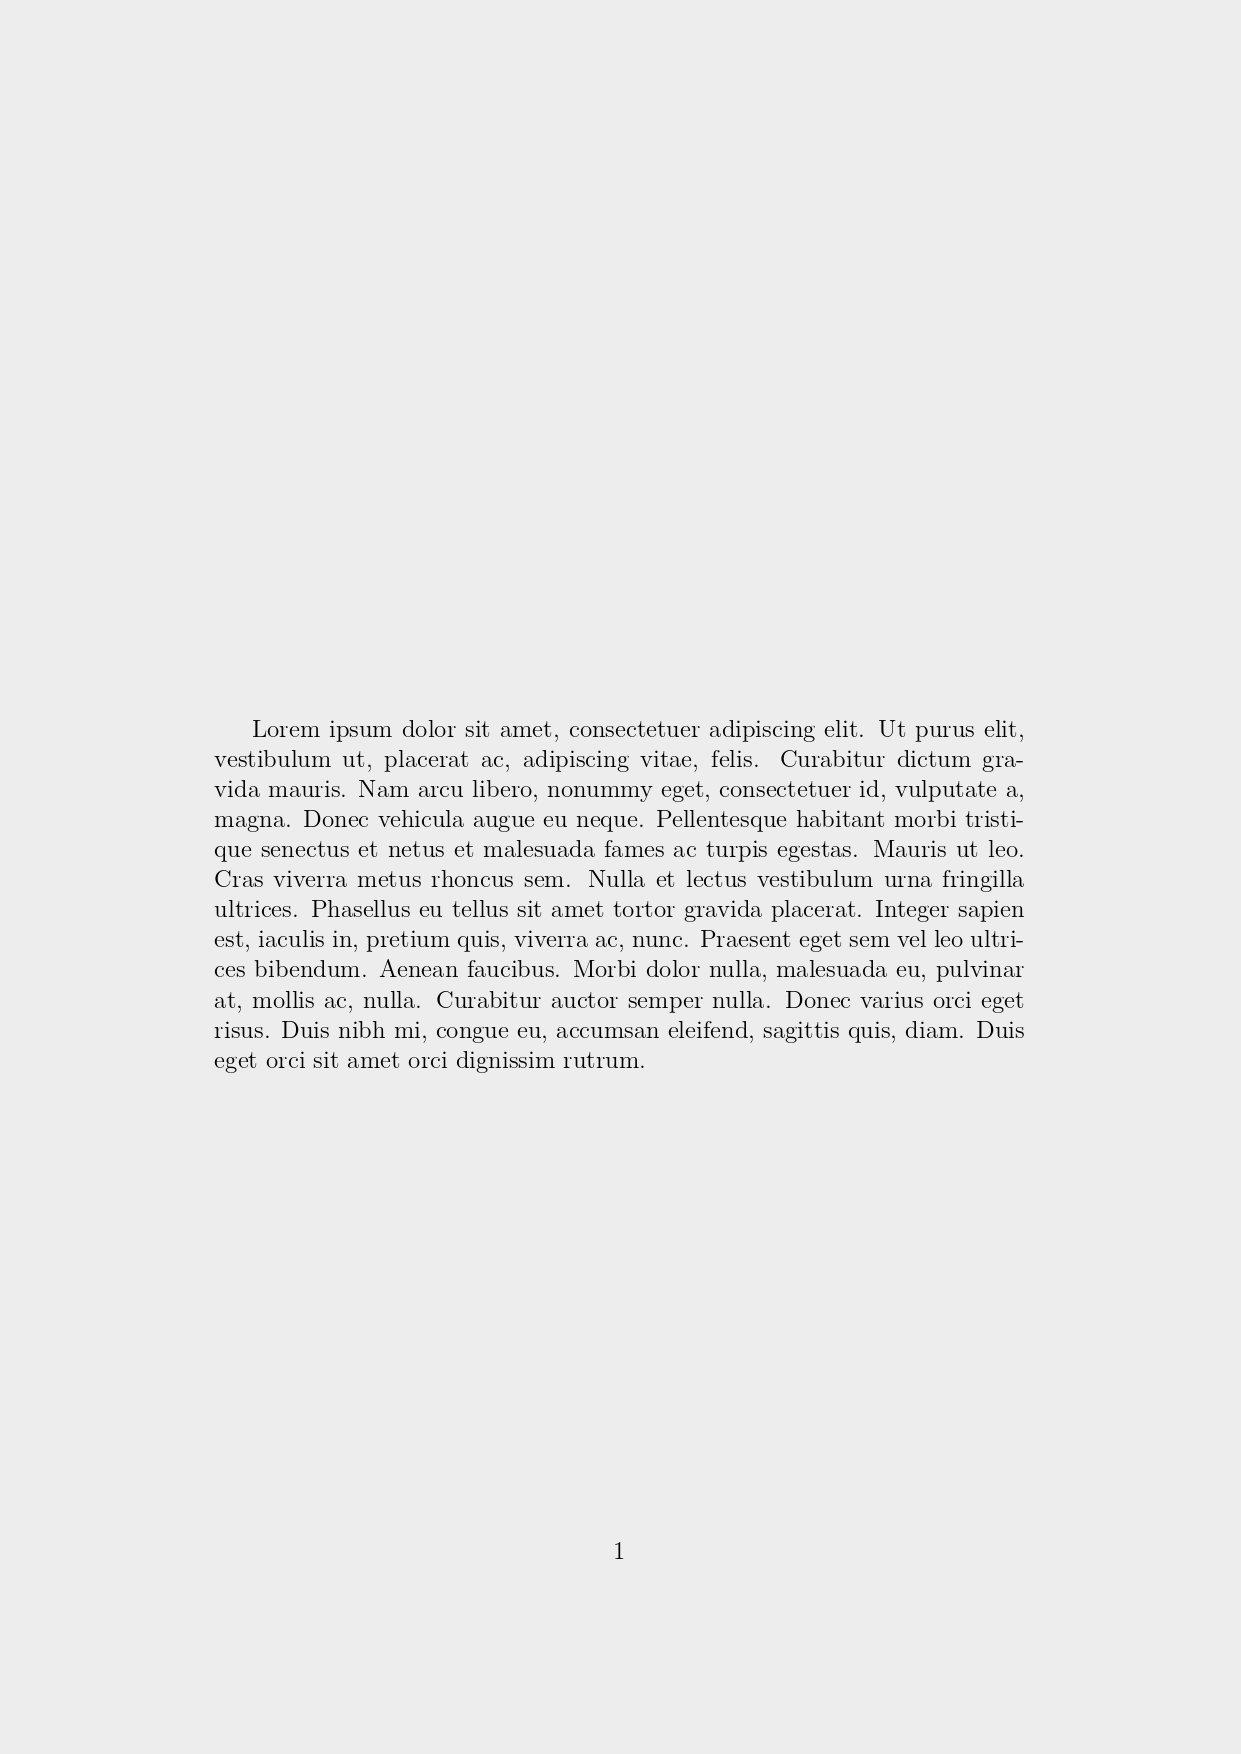 Lorem ipsum dolor sit amet, consectetuer adipiscing elit. Ut purus elit,
vestibulum ut, placerat ac, adipiscing vitae, felis. Curabitur dictum gra-
vida mauris. Nam arcu libero, nonummy eget, consectetuer id, vulputate a,
magna. Donec vehicula augue eu neque. Pellentesque habitant morbi tristi-
que senectus et netus et malesuada fames ac turpis egestas. Mauris ut leo.
Cras viverra metus rhoncus sem. Nulla et lectus vestibulum urna fringilla
ultrices. Phasellus eu tellus sit amet tortor gravida placerat. Integer sapien
est, iaculis in, pretium quis, viverra ac, nunc. Praesent eget sem vel leo ultri-
ces bibendum. Aenean faucibus. Morbi dolor nulla, malesuada eu, pulvinar
at, mollis ac, nulla. Curabitur auctor semper nulla. Donec varius orci eget
risus. Duis nibh mi, congue eu, accumsan eleifend, sagittis quis, diam. Duis
eget orci sit amet orci dignissim rutrum.
1